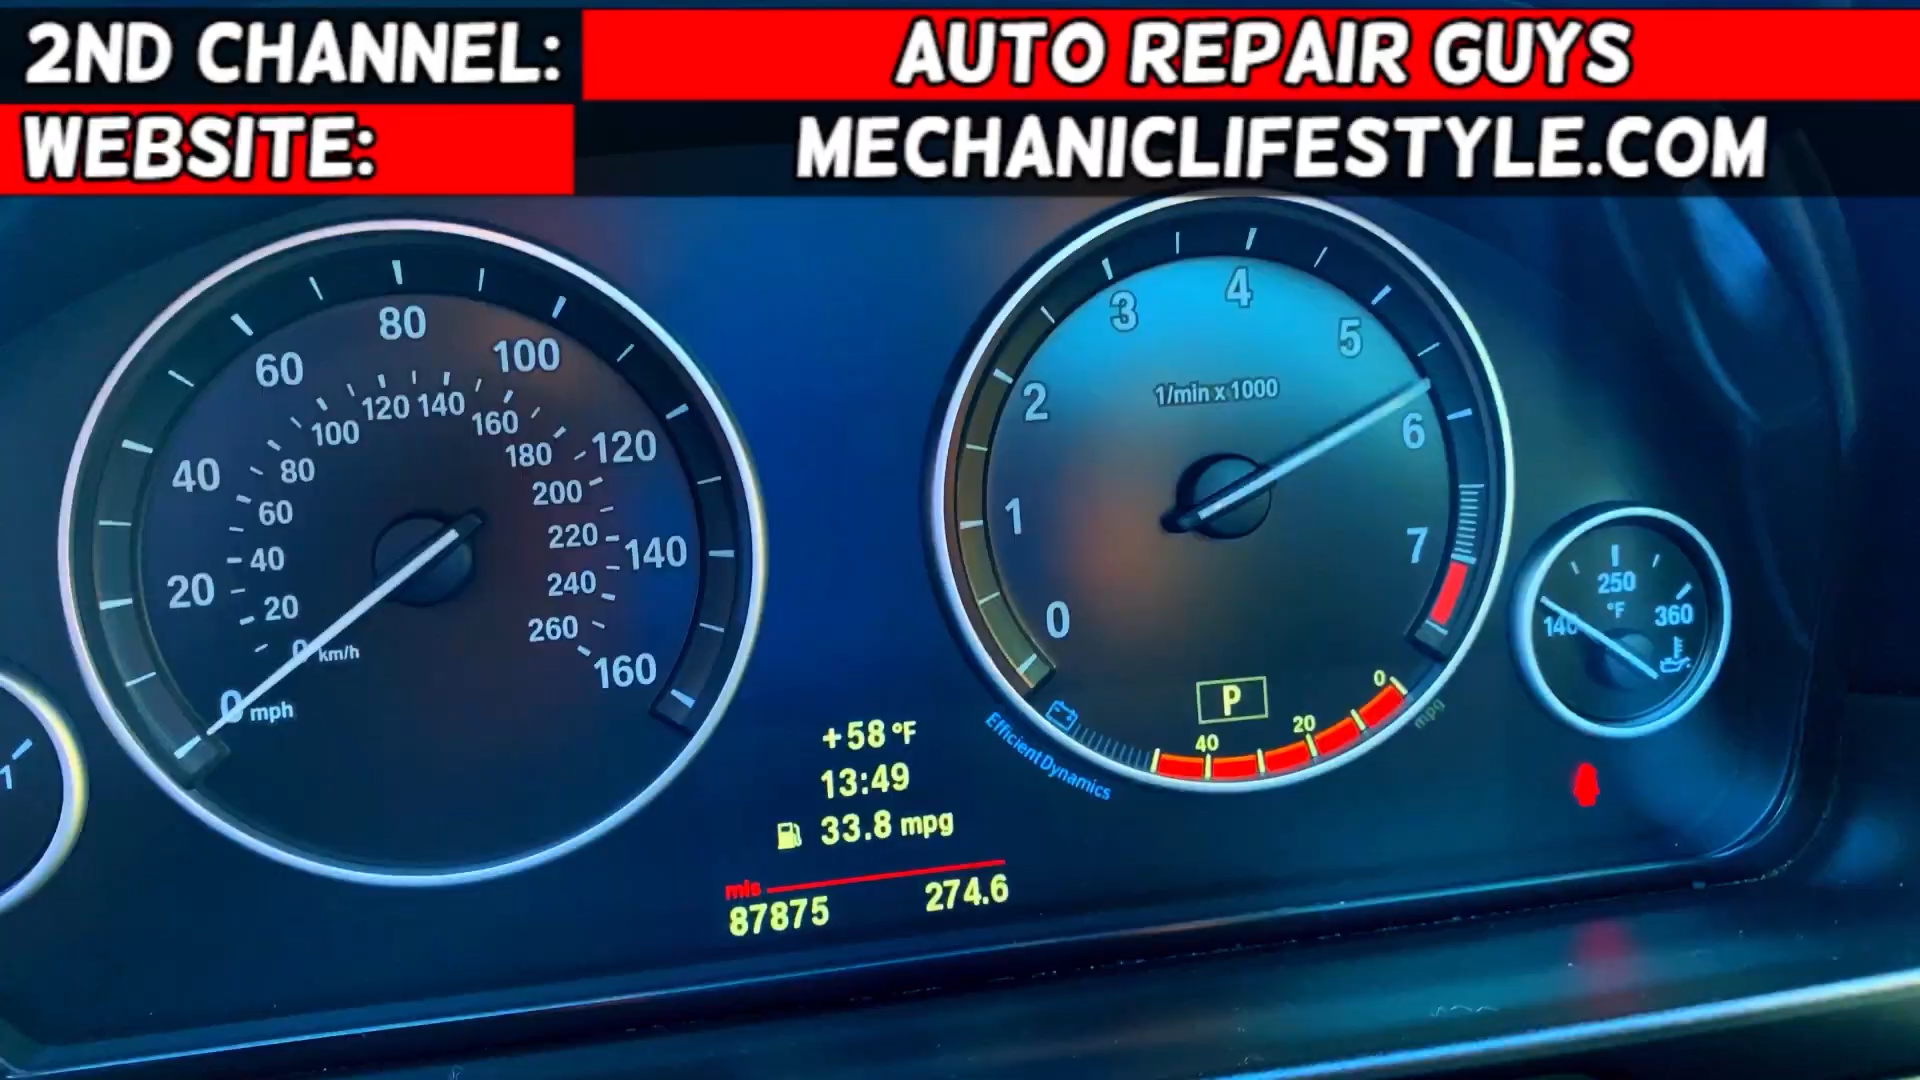 2ND CHANNEL: AUTO REPAIR GUYS
WEBSITE: MECHANICLIFESTYLE.COM
0 20 40 60 80 100 120 140 160
mph
0 20 40 60 80 100 120 140 160 180 200 220 240 260
km/h
0 1 2 3 4 5 6 7
1/min x 1000
P
40 20 0
mpg
EfficientDynamics
140 250 360
°F
1
+58 °F
13:49
33.8 mpg
mls
87875 274.6